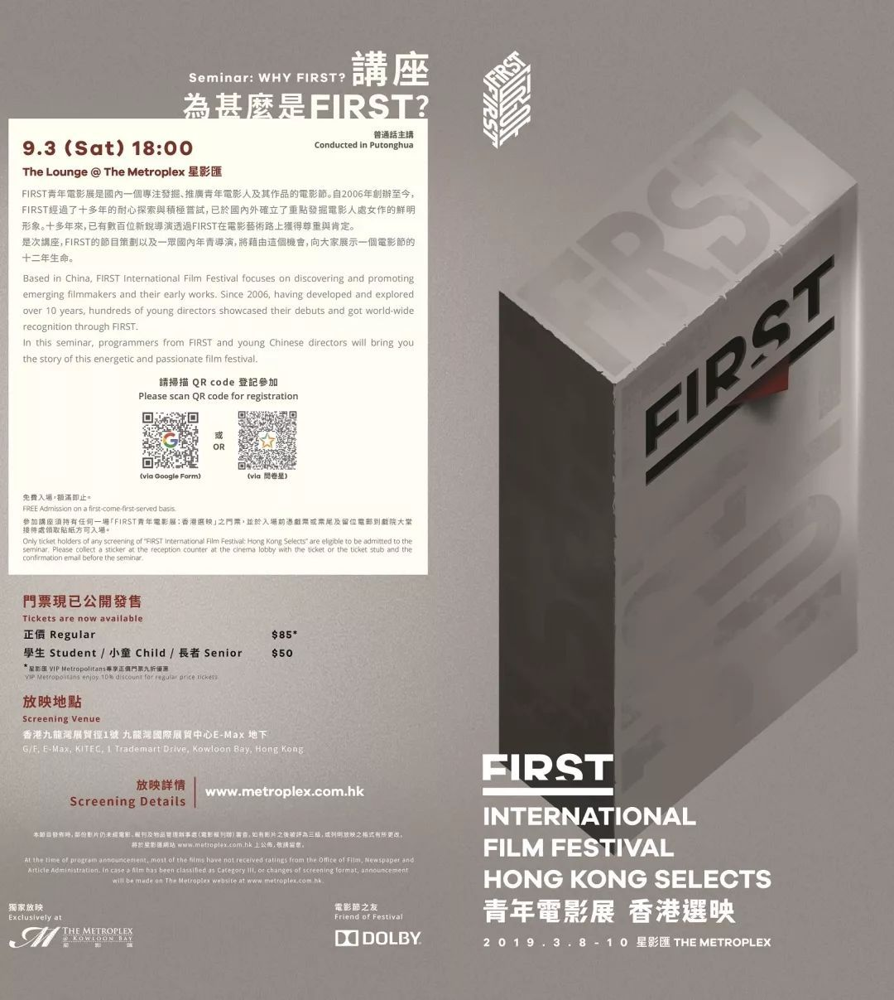 Seminar: WHY FIRST? 講座
為甚麼是FIRST?
9.3 (Sat) 18:00
普通話主講
Conducted in Putonghua
The Lounge @ The Metroplex 星影匯
FIRST青年電影展是國內一個專注發掘、推廣青年電影人及其作品的電影節。自2006年創辦至今，
FIRST經過了十多年的耐心探索與積極嘗試，已於國內外確立了重點發掘電影人處女作的鮮明
形象。十多年來，已有數百位新銳導演透過FIRST在電影藝術路上獲得尊重與肯定。
是次講座，FIRST的節目策劃以及一眾國內年青導演，將藉由這個機會，向大家展示一個電影節的
十二年生命。
Based in China, FIRST International Film Festival focuses on discovering and promoting
emerging filmmakers and their early works. Since 2006, having developed and explored
over 10 years, hundreds of young directors showcased their debuts and got world-wide
recognition through FIRST.
In this seminar, programmers from FIRST and young Chinese directors will bring you
the story of this energetic and passionate film festival.
請掃描 QR code 登記參加
Please scan QR code for registration
或
OR
(via Google Form)
(via 問卷星)
免費入場，額滿即止。
FREE Admission on a first-come-first-served basis.
參加講座須持有任何一場「FIRST青年電影展：香港選映」之門票，並於入場前憑戲票或票尾及留位電郵到戲院大堂
接待處領取貼紙方可入場。
Only ticket holders of any screening of "FIRST International Film Festival: Hong Kong Selects" are eligible to be admitted to the
seminar. Please collect a sticker at the reception counter at the cinema lobby with the ticket or the ticket stub and the
confirmation email before the seminar.
門票現已公開發售
Tickets are now available
正價 Regular $85*
學生 Student / 小童 Child / 長者 Senior $50
*星影匯 VIP Metropolitans專享正價門票九折優惠
VIP Metropolitans enjoy 10% discount for regular price tickets
放映地點
Screening Venue
香港九龍灣展貿徑1號 九龍灣國際展貿中心E-Max 地下
G/F, E-Max, KITEC, 1 Trademart Drive, Kowloon Bay, Hong Kong
放映詳情
Screening Details
www.metroplex.com.hk
本節目發佈時，部份影片仍未經電影、報刊及物品管理辦事處（電影報刊辦）審查。如有影片之後被評為三級，或列明放映之格式有所更改，
將於星影匯網站 www.metroplex.com.hk 上公佈，敬請留意。
At the time of program announcement, most of the films have not received ratings from the Office of Film, Newspaper and
Article Administration. In case a film has been classified as Category III, or changes of screening format, announcement
will be made on The Metroplex website at www.metroplex.com.hk.
獨家放映
Exclusively at
M THE METROPLEX
@ KOWLOON BAY
星影匯
電影節之友
Friend of Festival
DOLBY
FIRST
FIRST
FIRST
FIRST
FIRST
FIRST
INTERNATIONAL
FILM FESTIVAL
HONG KONG SELECTS
青年電影展 香港選映
2019.3.8-10 星影匯 THE METROPLEX